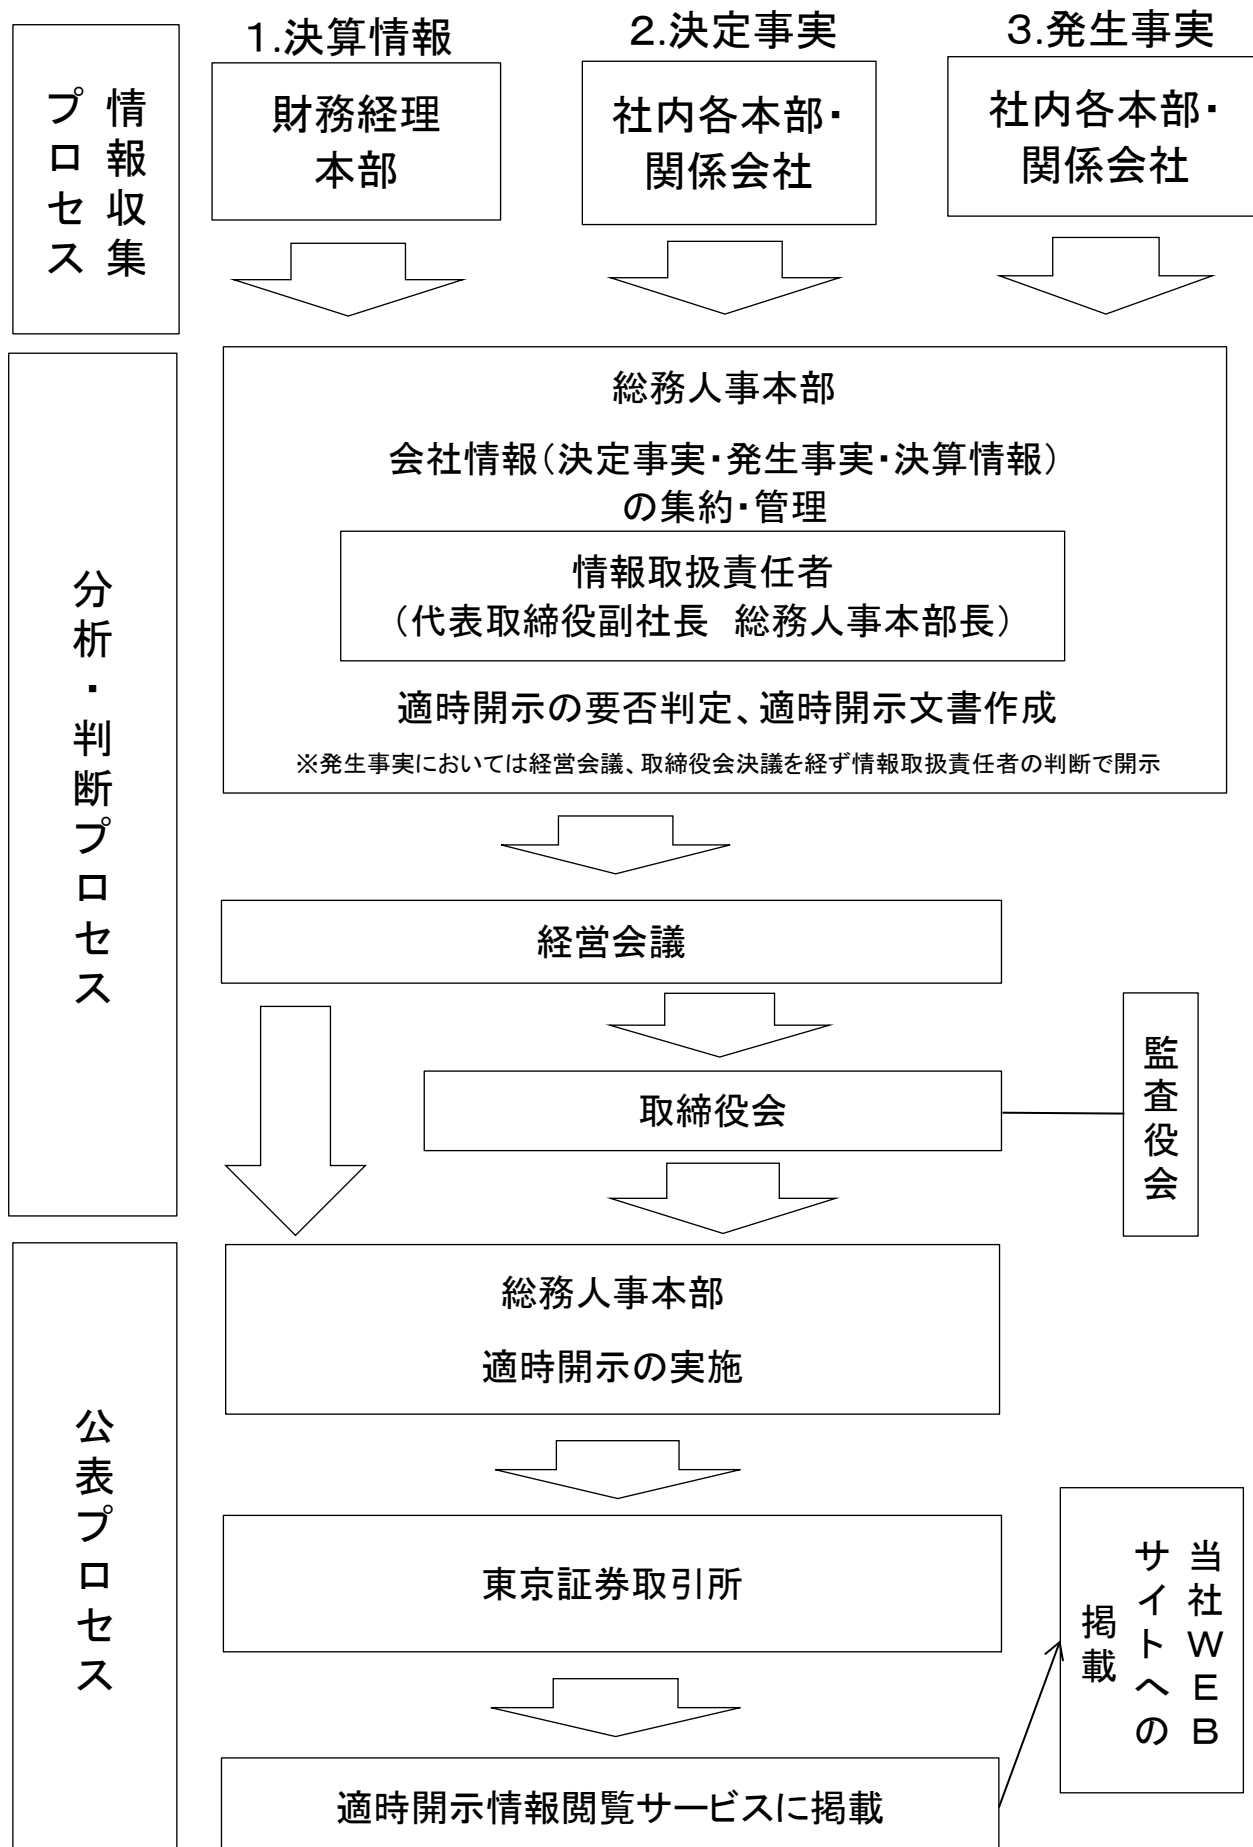 情報収集
プロセス
１.決算情報
財務経理
本部
２.決定事実
社内各本部・
関係会社
３.発生事実
社内各本部・
関係会社
分析・判断プロセス
総務人事本部
会社情報（決定事実・発生事実・決算情報）
の集約・管理
情報取扱責任者
（代表取締役副社長　総務人事本部長）
適時開示の要否判定、適時開示文書作成
※発生事実においては経営会議、取締役会決議を経ず情報取扱責任者の判断で開示
経営会議
取締役会
監査役会
公表プロセス
総務人事本部
適時開示の実施
東京証券取引所
適時開示情報閲覧サービスに掲載
当社ＷＥＢ
サイトへの
掲載